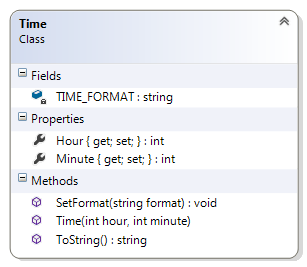 Time
Class
Fields
TIME_FORMAT : string
Properties
Hour { get; set; } : int
Minute { get; set; } : int
Methods
SetFormat(string format) : void
Time(int hour, int minute)
ToString() : string